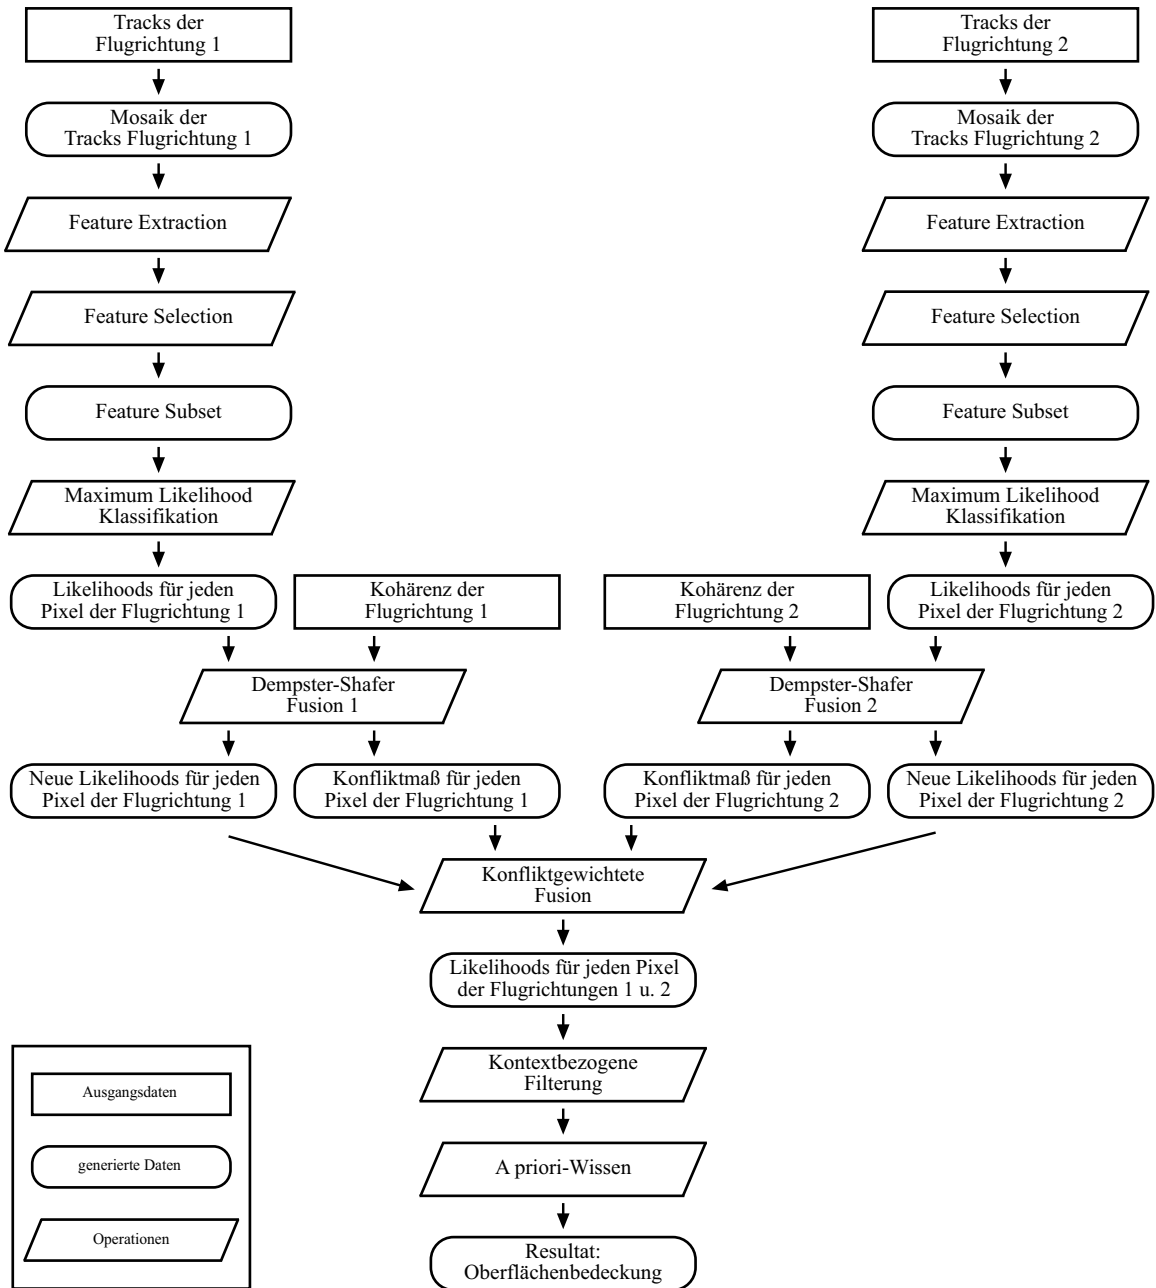 Tracks der
Flugrichtung 1
Tracks der
Flugrichtung 2
Mosaik der
Tracks Flugrichtung 1
Mosaik der
Tracks Flugrichtung 2
Feature Extraction
Feature Extraction
Feature Selection
Feature Selection
Feature Subset
Feature Subset
Maximum Likelihood
Klassifikation
Maximum Likelihood
Klassifikation
Likelihoods für jeden
Pixel der Flugrichtung 1
Kohärenz der
Flugrichtung 1
Kohärenz der
Flugrichtung 2
Likelihoods für jeden
Pixel der Flugrichtung 2
Dempster-Shafer
Fusion 1
Dempster-Shafer
Fusion 2
Neue Likelihoods für jeden
Pixel der Flugrichtung 1
Konfliktmaß für jeden
Pixel der Flugrichtung 1
Konfliktmaß für jeden
Pixel der Flugrichtung 2
Neue Likelihoods für jeden
Pixel der Flugrichtung 2
Konfliktgewichtete
Fusion
Likelihoods für jeden Pixel
der Flugrichtungen 1 u. 2
Kontextbezogene
Filterung
A priori-Wissen
Resultat:
Oberflächenbedeckung
Ausgangsdaten
generierte Daten
Operationen